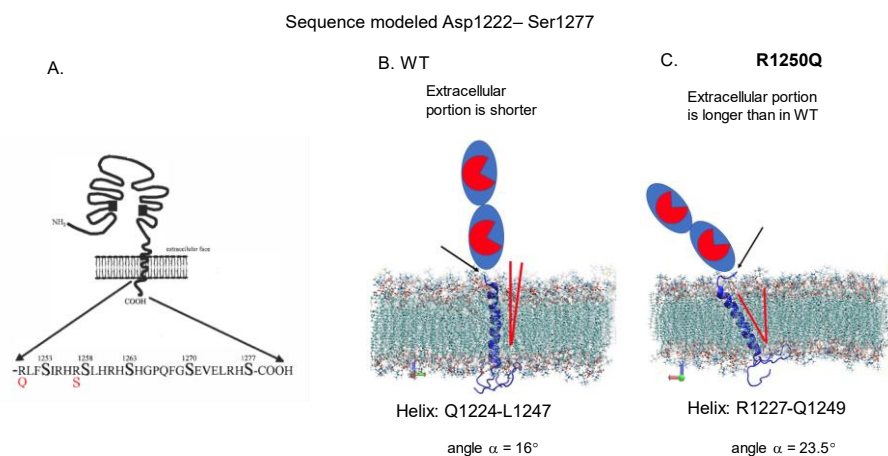 Sequence modeled Asp1222– Ser1277
A.
B. WT
C. R1250Q
Extracellular
portion is shorter
Extracellular portion
is longer than in WT
NH2
extracellular face
COOH
1253 1258 1263 1270 1277
-RLFSIRHRSLHRHSHGPQFGSEVELRHS-COOH
Q S
Helix: Q1224-L1247
Helix: R1227-Q1249
angle α = 16°
angle α = 23.5°